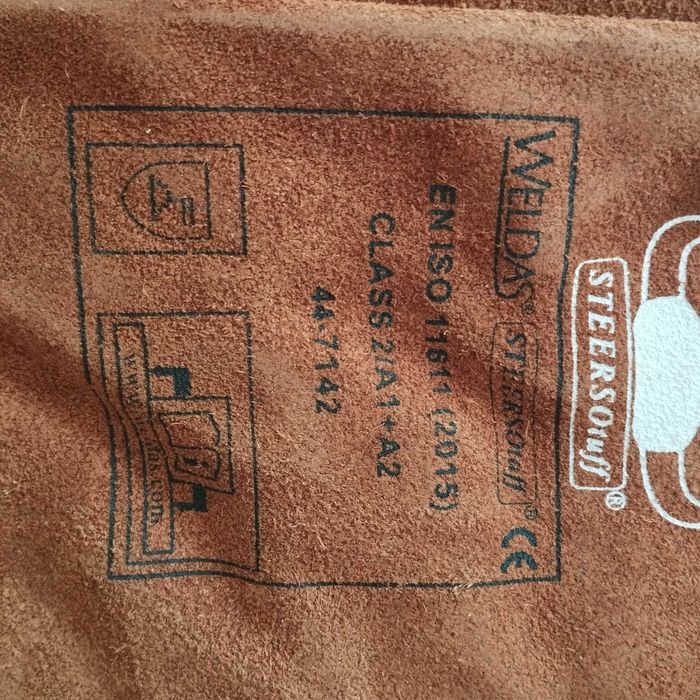 WELDAS® STEERSOtuff® CE
EN ISO 11611 (2015)
CLASS 2/A1+A2
44-7142
STEERSOtuff®